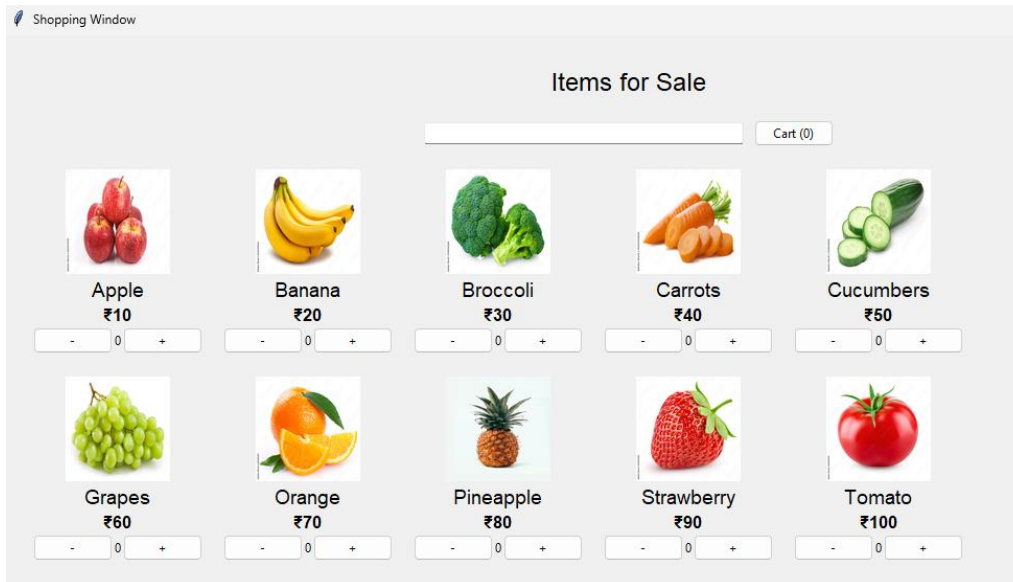 Shopping Window
Items for Sale
Cart (0)
Apple Banana Broccoli Carrots Cucumbers
₹10 ₹20 ₹30 ₹40 ₹50
- 0 + - 0 + - 0 + - 0 + - 0 +
Grapes Orange Pineapple Strawberry Tomato
₹60 ₹70 ₹80 ₹90 ₹100
- 0 + - 0 + - 0 + - 0 + - 0 +